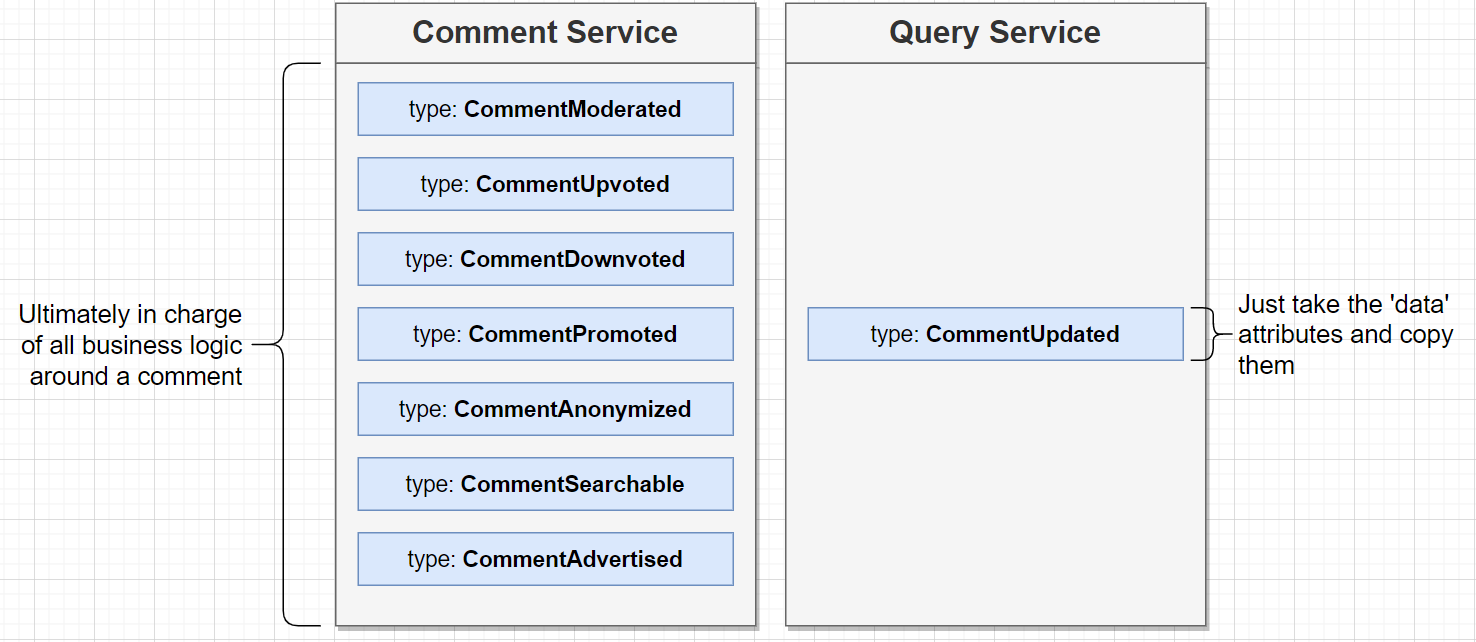 Comment Service
type: CommentModerated
type: CommentUpvoted
type: CommentDownvoted
type: CommentPromoted
type: CommentAnonymized
type: CommentSearchable
type: CommentAdvertised
Ultimately in charge
of all business logic
around a comment
Query Service
type: CommentUpdated
Just take the 'data'
attributes and copy
them